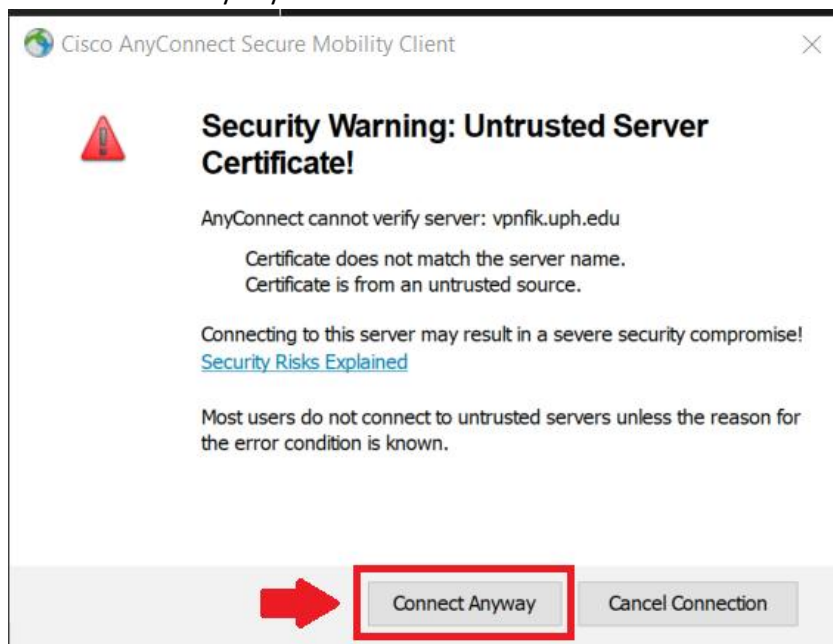 Cisco AnyConnect Secure Mobility Client
Security Warning: Untrusted Server
Certificate!
AnyConnect cannot verify server: vpnfik.uph.edu
Certificate does not match the server name.
Certificate is from an untrusted source.
Connecting to this server may result in a severe security compromise!
Security Risks Explained
Most users do not connect to untrusted servers unless the reason for
the error condition is known.
Connect Anyway
Cancel Connection